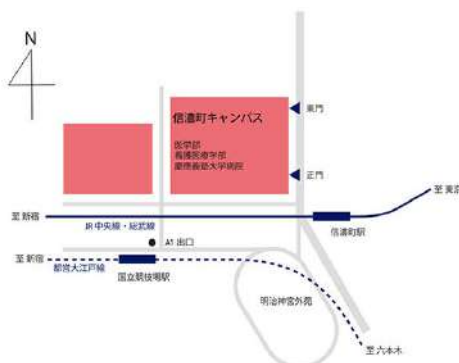 N
東門
信濃町キャンパス
医学部
看護医療学部
慶應義塾大学病院
正門
至 東京
至 新宿
JR 中央線・総武線
信濃町駅
A1 出口
至 新宿
都営大江戸線
国立競技場駅
明治神宮外苑
至 六本木